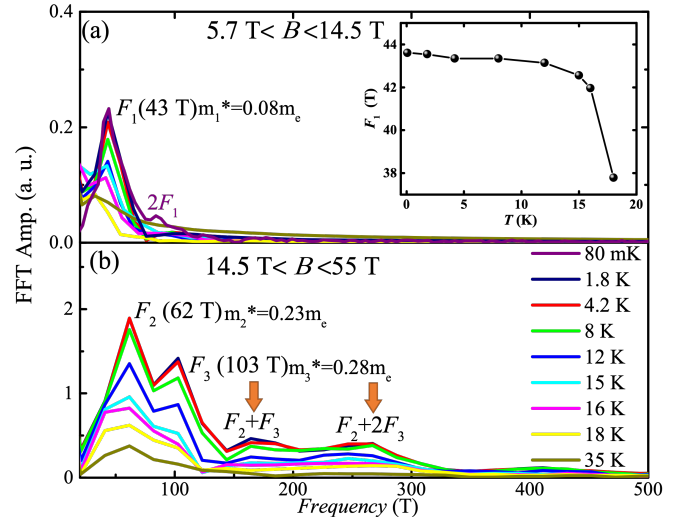 (a)
5.7 T< B<14.5 T
F₁(43 T)m₁*=0.08mₑ
2F₁
0.4
0.2
0.0
FFT Amp. (a. u.)
44
42
40
38
F₁ (T)
0 5 10 15 20
T (K)
(b)
14.5 T< B<55 T
F₂ (62 T)m₂*=0.23mₑ
F₃ (103 T)m₃*=0.28mₑ
F₂+F₃
F₂+2F₃
80 mK
1.8 K
4.2 K
8 K
12 K
15 K
16 K
18 K
35 K
2
1
0
100 200 300 400 500
Frequency (T)